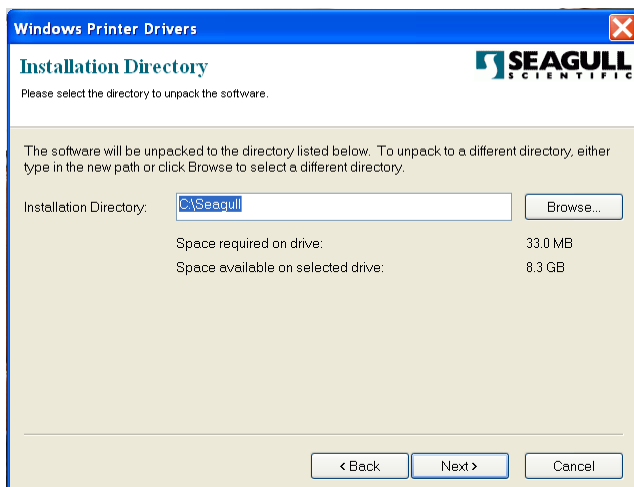 Windows Printer Drivers
Installation Directory
SEAGULL
SCIENTIFIC
Please select the directory to unpack the software.
The software will be unpacked to the directory listed below. To unpack to a different directory, either
type in the new path or click Browse to select a different directory.
Installation Directory: C:\Seagull Browse...
Space required on drive: 33.0 MB
Space available on selected drive: 8.3 GB
< Back Next > Cancel